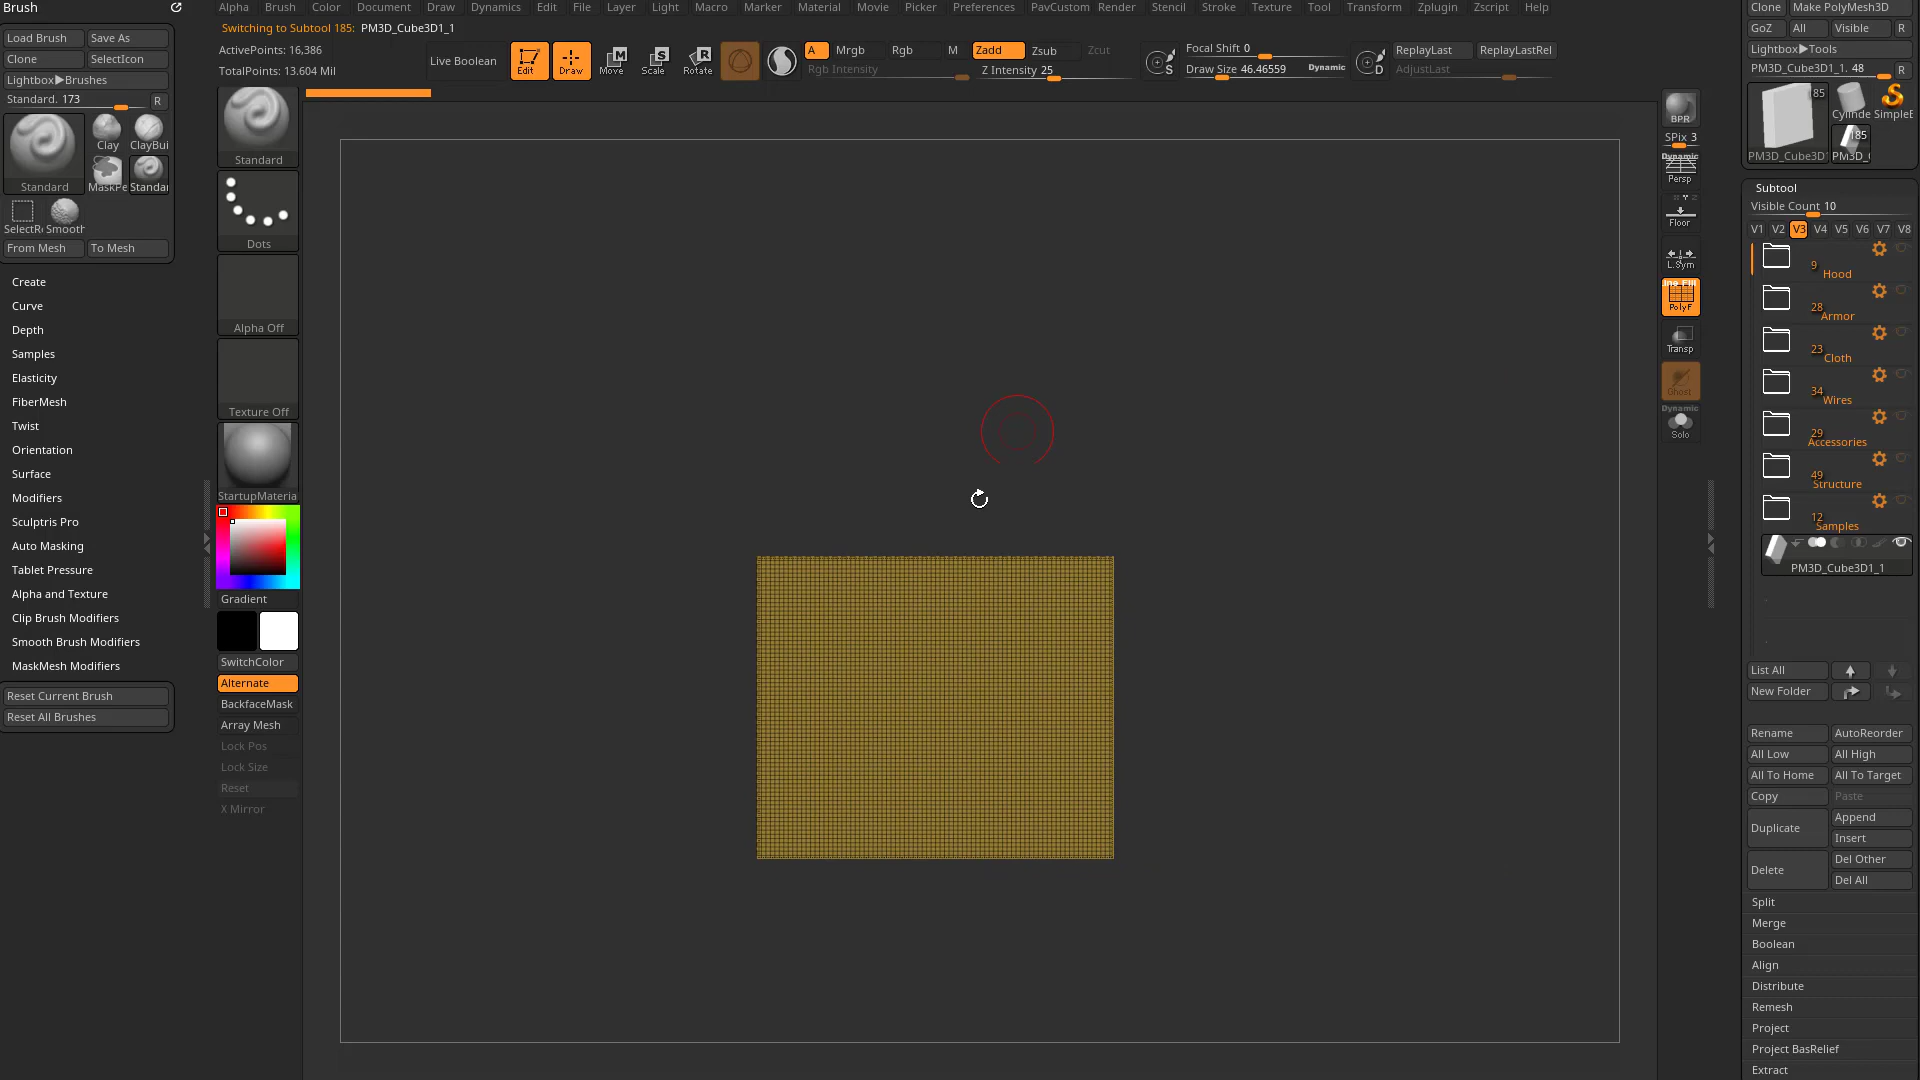 Brush
Alpha Brush Color Document Draw Dynamics Edit File Layer Light Macro Marker Material Movie Picker Preferences PavCustom Render Stencil Stroke Texture Tool Transform Zplugin Zscript Help
Switching to Subtool 185: PM3D_Cube3D1_1
ActivePoints: 16,386
TotalPoints: 13.604 Mil
Live Boolean
Edit
Draw
Move
Scale
Rotate
A
Mrgb
Rgb
M
Zadd
Zsub
Zcut
Rgb Intensity
Z Intensity 25
S
Focal Shift 0
Draw Size 46.46559
Dynamic
D
ReplayLast
ReplayLastRel
AdjustLast
Load Brush
Save As
Clone
SelectIcon
Lightbox▶Brushes
Standard. 173
R
Standard
Clay
ClayBui
MaskPe
Standar
SelectR
Smooth
From Mesh
To Mesh
Create
Curve
Depth
Samples
Elasticity
FiberMesh
Twist
Orientation
Surface
Modifiers
Sculptris Pro
Auto Masking
Tablet Pressure
Alpha and Texture
Clip Brush Modifiers
Smooth Brush Modifiers
MaskMesh Modifiers
Reset Current Brush
Reset All Brushes
Standard
Dots
Alpha Off
Texture Off
StartupMateria
Gradient
SwitchColor
Alternate
BackfaceMask
Array Mesh
Lock Pos
Lock Size
Reset
X Mirror
BPR
SPix 3
Dynamic
Persp
Floor
L.Sym
Line Fill
PolyF
Transp
Ghost
Dynamic
Solo
Clone
Make PolyMesh3D
GoZ
All
Visible
R
Lightbox▶Tools
PM3D_Cube3D1_1. 48
R
185
PM3D_Cube3D1
Cylinde
SimpleB
185
PM3D_(
Subtool
Visible Count 10
V1 V2 V3 V4 V5 V6 V7 V8
9
Hood
28
Armor
23
Cloth
34
Wires
29
Accessories
49
Structure
12
Samples
PM3D_Cube3D1_1
List All
New Folder
Rename
AutoReorder
All Low
All High
All To Home
All To Target
Copy
Paste
Duplicate
Append
Insert
Delete
Del Other
Del All
Split
Merge
Boolean
Align
Distribute
Remesh
Project
Project BasRelief
Extract